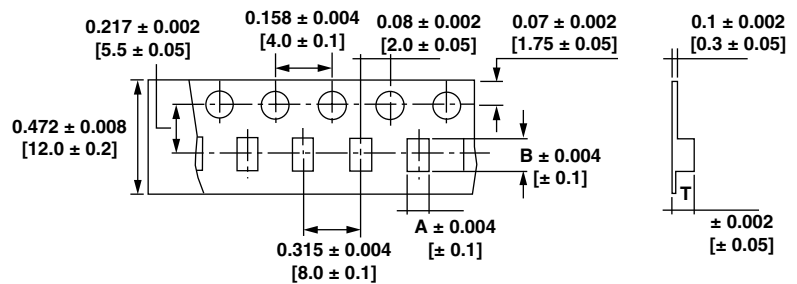 0.217 ± 0.002
[5.5 ± 0.05]
0.158 ± 0.004
[4.0 ± 0.1]
0.08 ± 0.002
[2.0 ± 0.05]
0.07 ± 0.002
[1.75 ± 0.05]
0.1 ± 0.002
[0.3 ± 0.05]
0.472 ± 0.008
[12.0 ± 0.2]
B ± 0.004
[± 0.1]
T
A ± 0.004
[± 0.1]
± 0.002
[± 0.05]
0.315 ± 0.004
[8.0 ± 0.1]